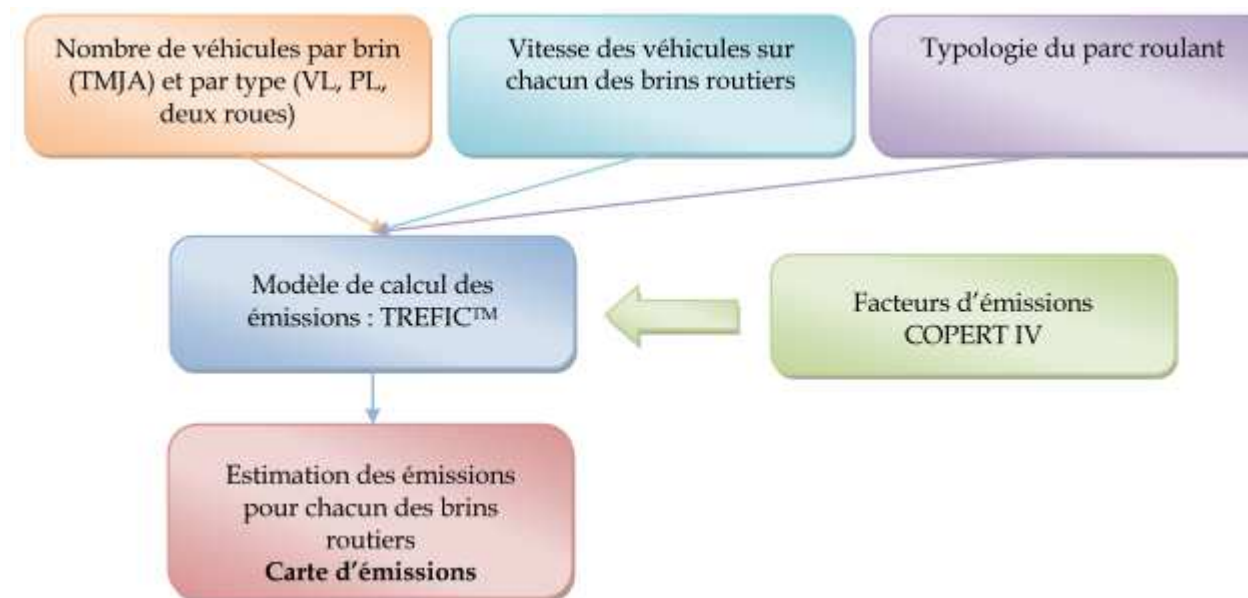 Nombre de véhicules par brin
(TMJA) et par type (VL, PL,
deux roues)
Vitesse des véhicules sur
chacun des brins routiers
Typologie du parc roulant
Modèle de calcul des
émissions : TREFIC™
Facteurs d’émissions
COPERT IV
Estimation des émissions
pour chacun des brins
routiers
Carte d’émissions